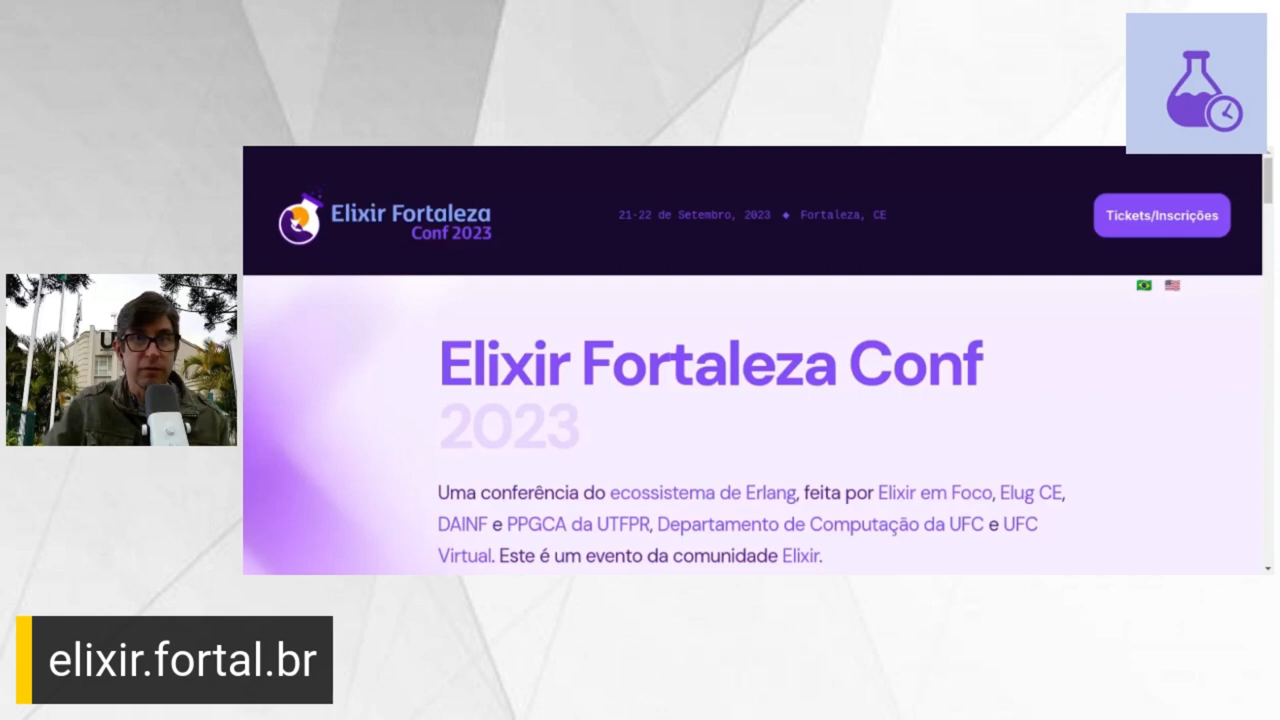 Elixir Fortaleza
Conf 2023
21-22 de Setembro, 2023 ◆ Fortaleza, CE
Tickets/Inscrições
Elixir Fortaleza Conf
2023
Uma conferência do ecossistema de Erlang, feita por Elixir em Foco, Elug CE,
DAINF e PPGCA da UTFPR, Departamento de Computação da UFC e UFC
Virtual. Este é um evento da comunidade Elixir.
elixir.fortal.br